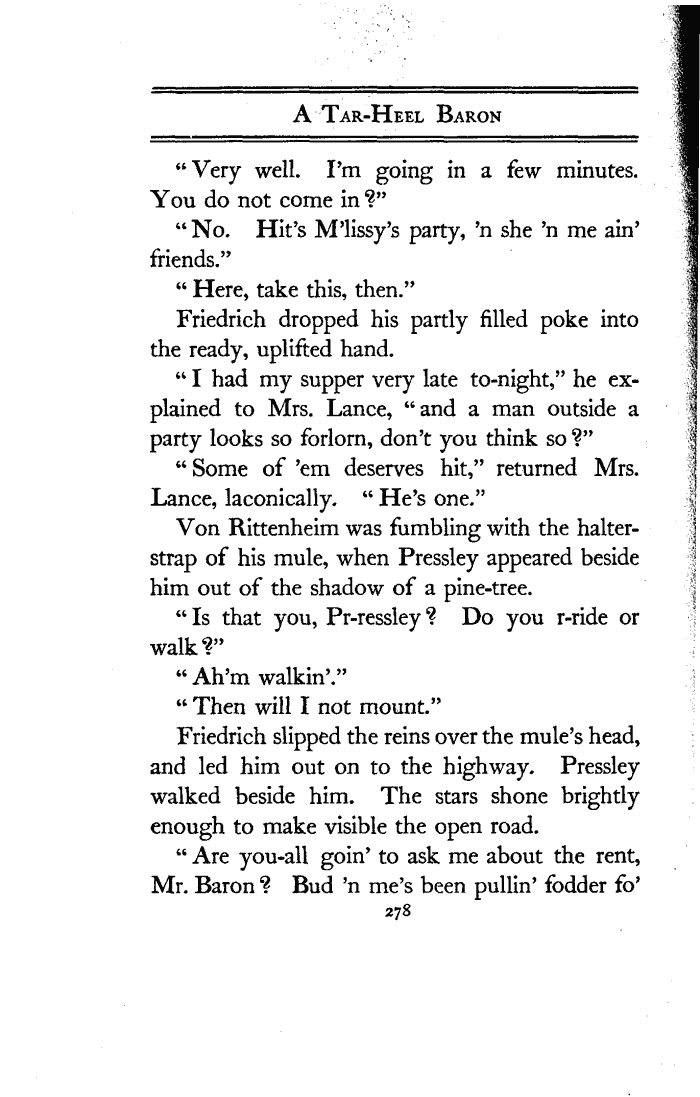 A Tar-Heel Baron
“Very well. I’m going in a few minutes.
You do not come in?”
“No. Hit’s M’lissy’s party, ’n she ’n me ain’
friends.”
“Here, take this, then.”
Friedrich dropped his partly filled poke into
the ready, uplifted hand.
“I had my supper very late to-night,” he ex-
plained to Mrs. Lance, “and a man outside a
party looks so forlorn, don’t you think so?”
“Some of ’em deserves hit,” returned Mrs.
Lance, laconically. “He’s one.”
Von Rittenheim was fumbling with the halter-
strap of his mule, when Pressley appeared beside
him out of the shadow of a pine-tree.
“Is that you, Pr-ressley? Do you r-ride or
walk?”
“Ah’m walkin’.”
“Then will I not mount.”
Friedrich slipped the reins over the mule’s head,
and led him out on to the highway. Pressley
walked beside him. The stars shone brightly
enough to make visible the open road.
“Are you-all goin’ to ask me about the rent,
Mr. Baron? Bud ’n me’s been pullin’ fodder fo’
278